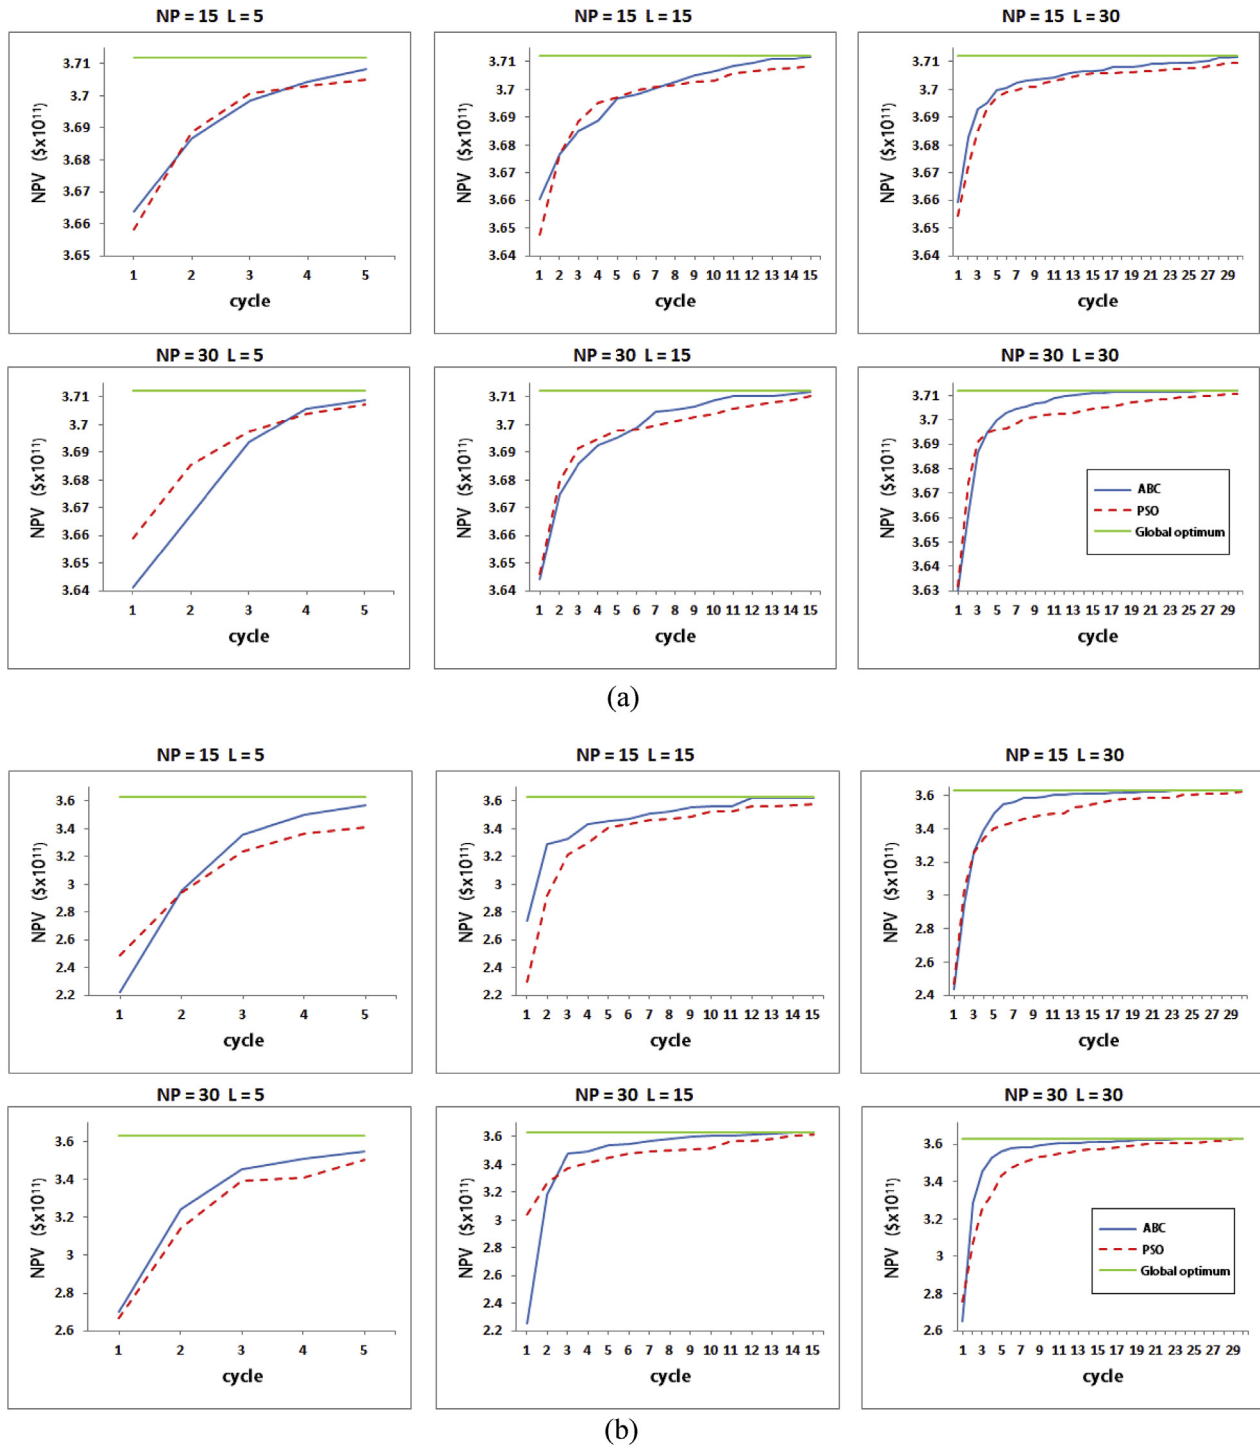 NP = 15 L = 5
3.71
3.7
3.69
3.68
3.67
3.66
3.65
NPV ($x10¹¹)
1 2 3 4 5
cycle
NP = 15 L = 15
3.71
3.7
3.69
3.68
3.67
3.66
3.65
3.64
NPV ($x10¹¹)
1 2 3 4 5 6 7 8 9 10 11 12 13 14 15
cycle
NP = 15 L = 30
3.71
3.7
3.69
3.68
3.67
3.66
3.65
3.64
NPV ($x10¹¹)
1 3 5 7 9 11 13 15 17 19 21 23 25 27 29
cycle
NP = 30 L = 5
3.71
3.7
3.69
3.68
3.67
3.66
3.65
3.64
NPV ($x10¹¹)
1 2 3 4 5
cycle
NP = 30 L = 15
3.71
3.7
3.69
3.68
3.67
3.66
3.65
3.64
NPV ($x10¹¹)
1 2 3 4 5 6 7 8 9 10 11 12 13 14 15
cycle
NP = 30 L = 30
3.71
3.7
3.69
3.68
3.67
3.66
3.65
3.64
3.63
NPV ($x10¹¹)
ABC
PSO
Global optimum
1 3 5 7 9 11 13 15 17 19 21 23 25 27 29
cycle
(a)
NP = 15 L = 5
3.6
3.4
3.2
3
2.8
2.6
2.4
2.2
NPV ($x10¹¹)
1 2 3 4 5
cycle
NP = 15 L = 15
3.6
3.4
3.2
3
2.8
2.6
2.4
2.2
NPV ($x10¹¹)
1 2 3 4 5 6 7 8 9 10 11 12 13 14 15
cycle
NP = 15 L = 30
3.6
3.4
3.2
3
2.8
2.6
2.4
NPV ($x10¹¹)
1 3 5 7 9 11 13 15 17 19 21 23 25 27 29
cycle
NP = 30 L = 5
3.6
3.4
3.2
3
2.8
2.6
NPV ($x10¹¹)
1 2 3 4 5
cycle
NP = 30 L = 15
3.6
3.4
3.2
3
2.8
2.6
2.4
2.2
NPV ($x10¹¹)
1 2 3 4 5 6 7 8 9 10 11 12 13 14 15
cycle
NP = 30 L = 30
3.6
3.4
3.2
3
2.8
2.6
NPV ($x10¹¹)
ABC
PSO
Global optimum
1 3 5 7 9 11 13 15 17 19 21 23 25 27 29
cycle
(b)